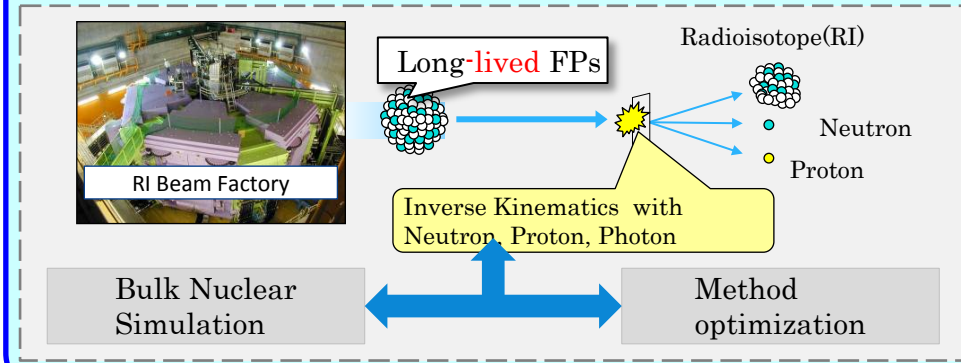 Long-lived FPs
Radioisotope(RI)
Neutron
Proton
RI Beam Factory
Inverse Kinematics with
Neutron, Proton, Photon
Bulk Nuclear
Simulation
Method
optimization